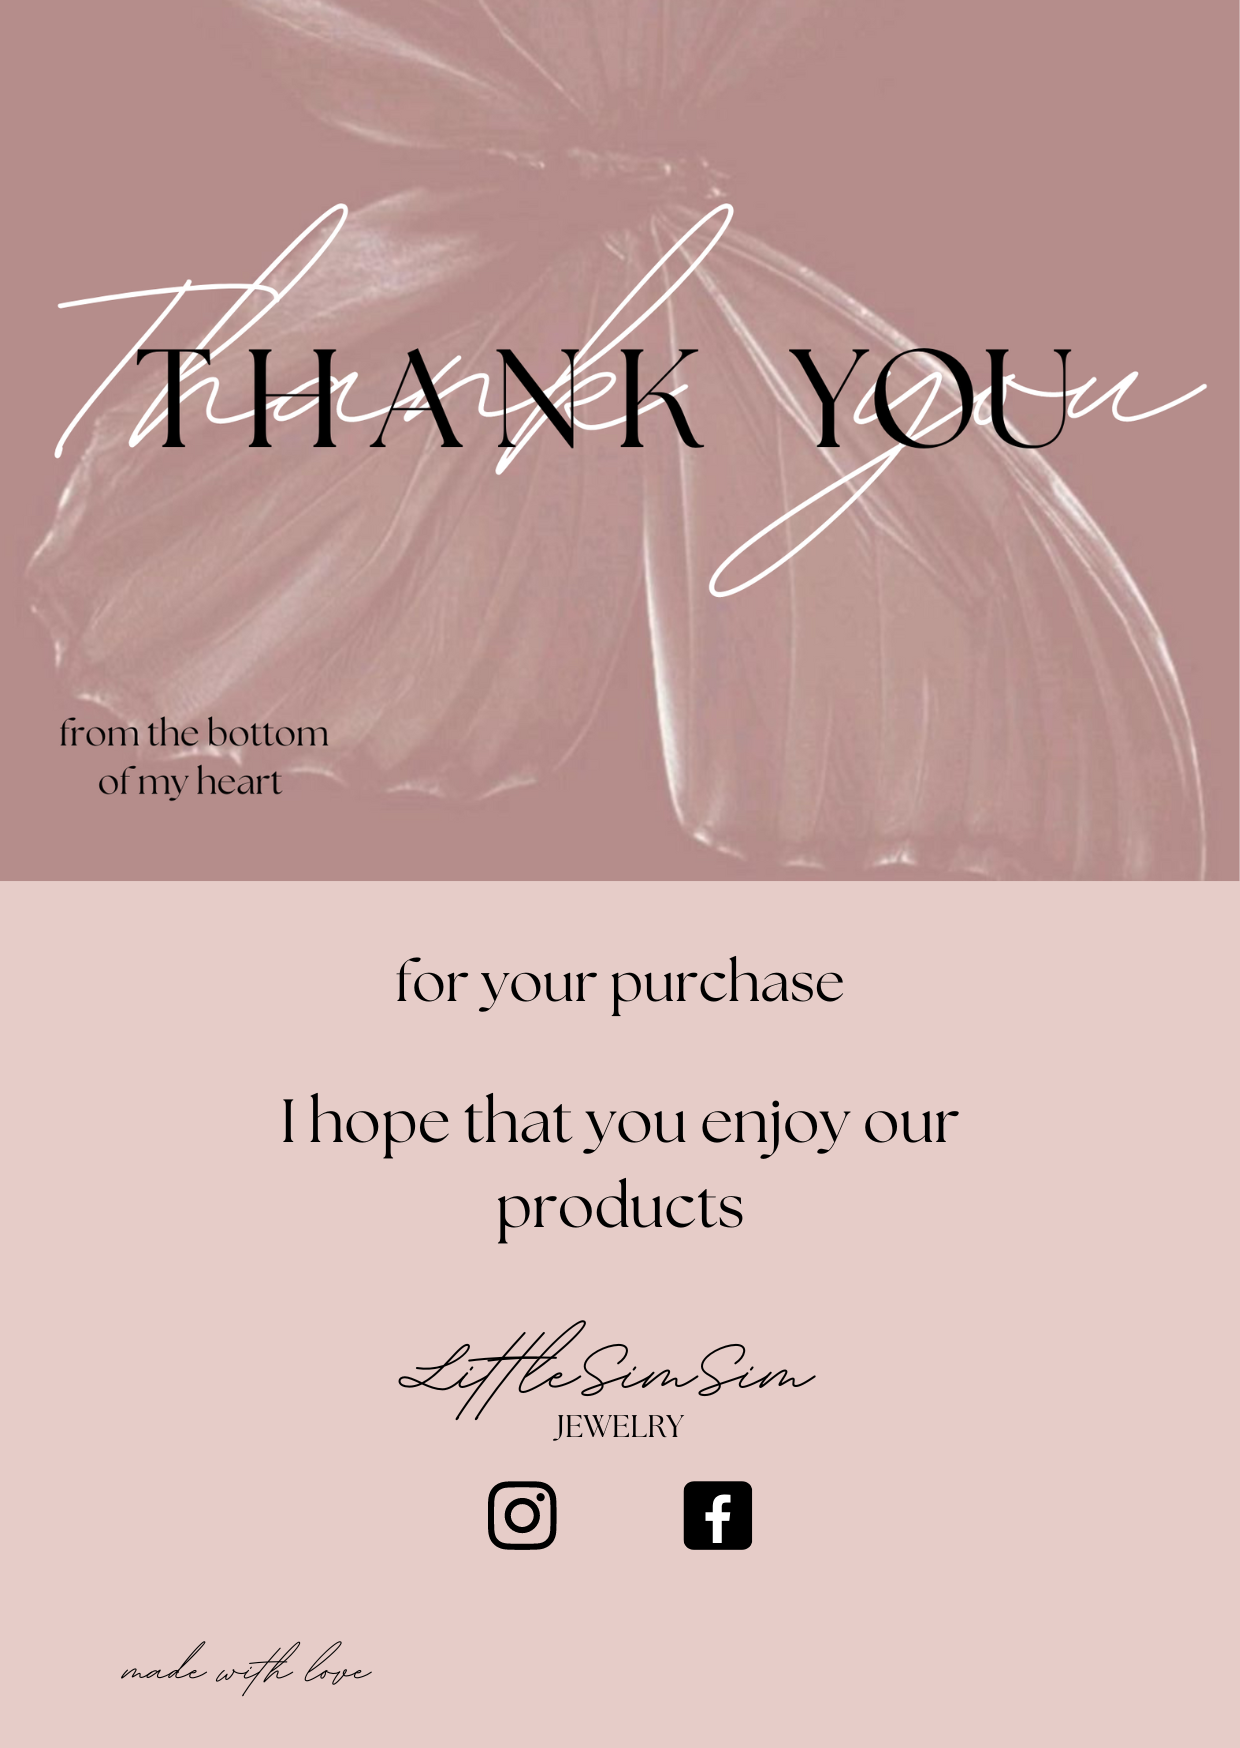 Thank you
THANK YOU
from the bottom
of my heart
for your purchase
I hope that you enjoy our
products
LittleSimSim
JEWELRY
made with love